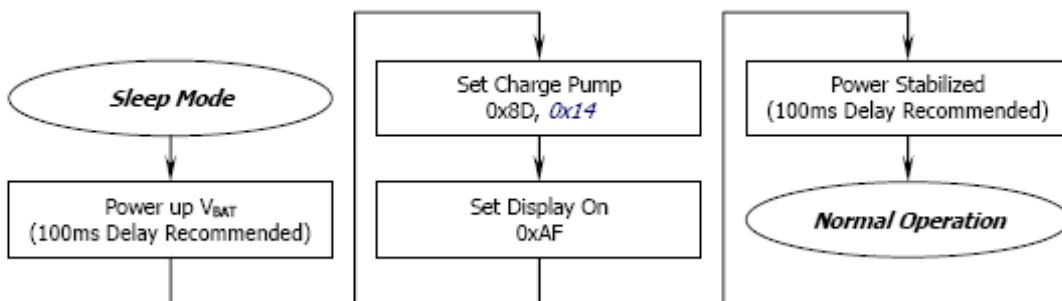 Sleep Mode
Power up VBAT
(100ms Delay Recommended)
Set Charge Pump
0x8D, 0x14
Set Display On
0xAF
Power Stabilized
(100ms Delay Recommended)
Normal Operation